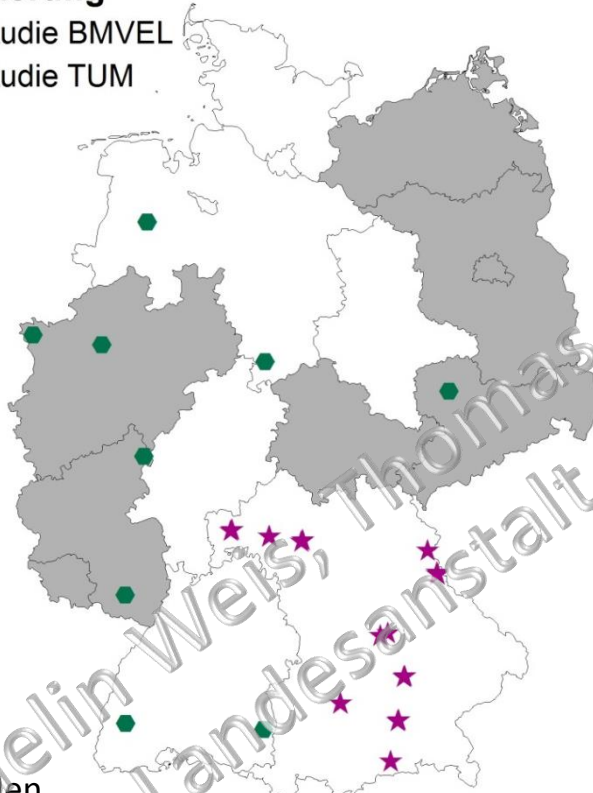 udie BMVEL
udie TUM
elin Weis, Thomas
Landesanstalt
en